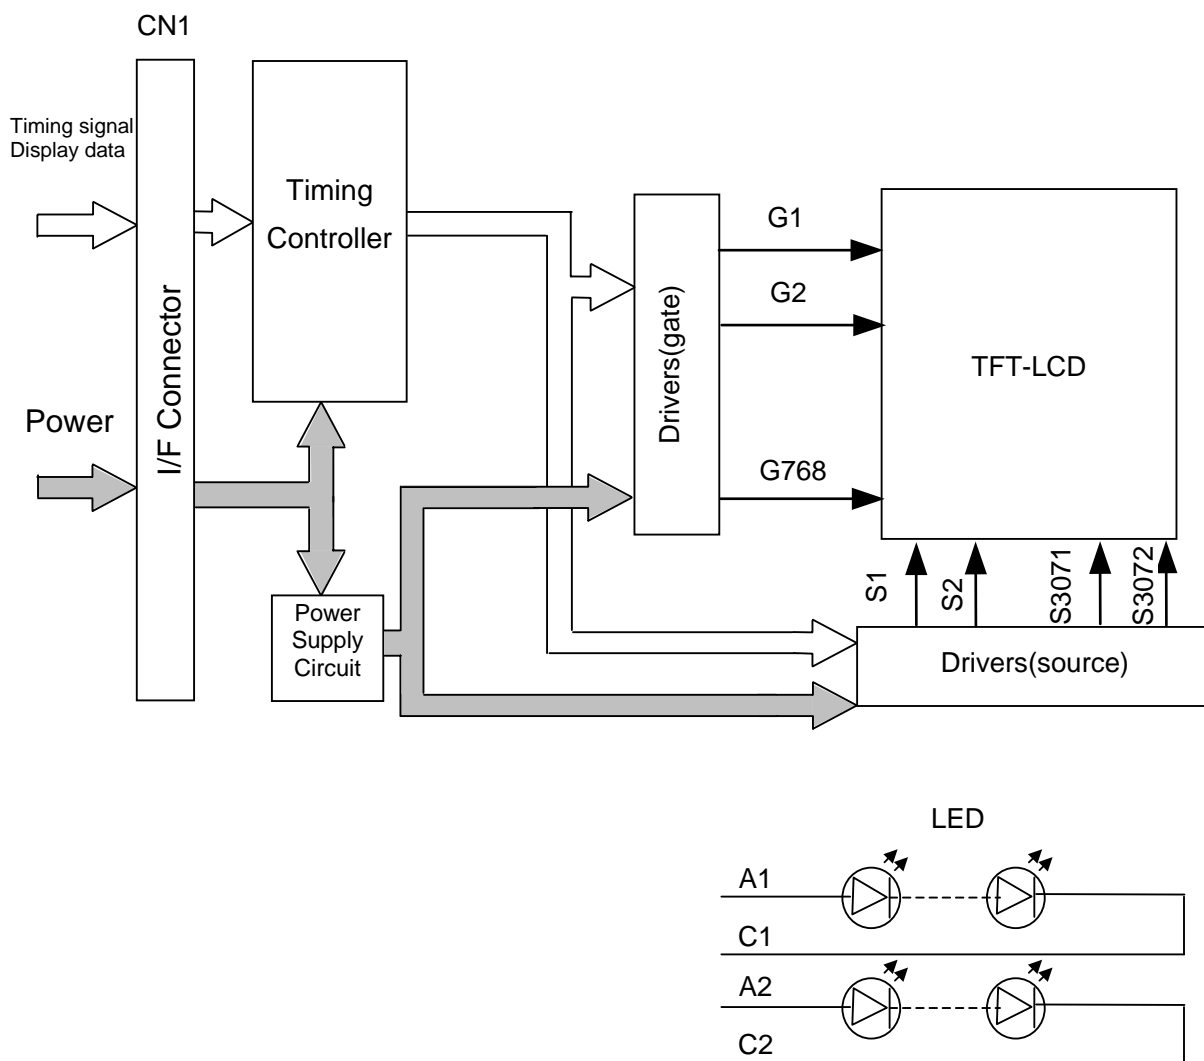 CN1
Timing signal
Display data
Timing
Controller
I/F Connector
Power
Power
Supply
Circuit
Drivers(gate)
G1
G2
G768
TFT-LCD
S1
S2
S3071
S3072
Drivers(source)
LED
A1
C1
A2
C2